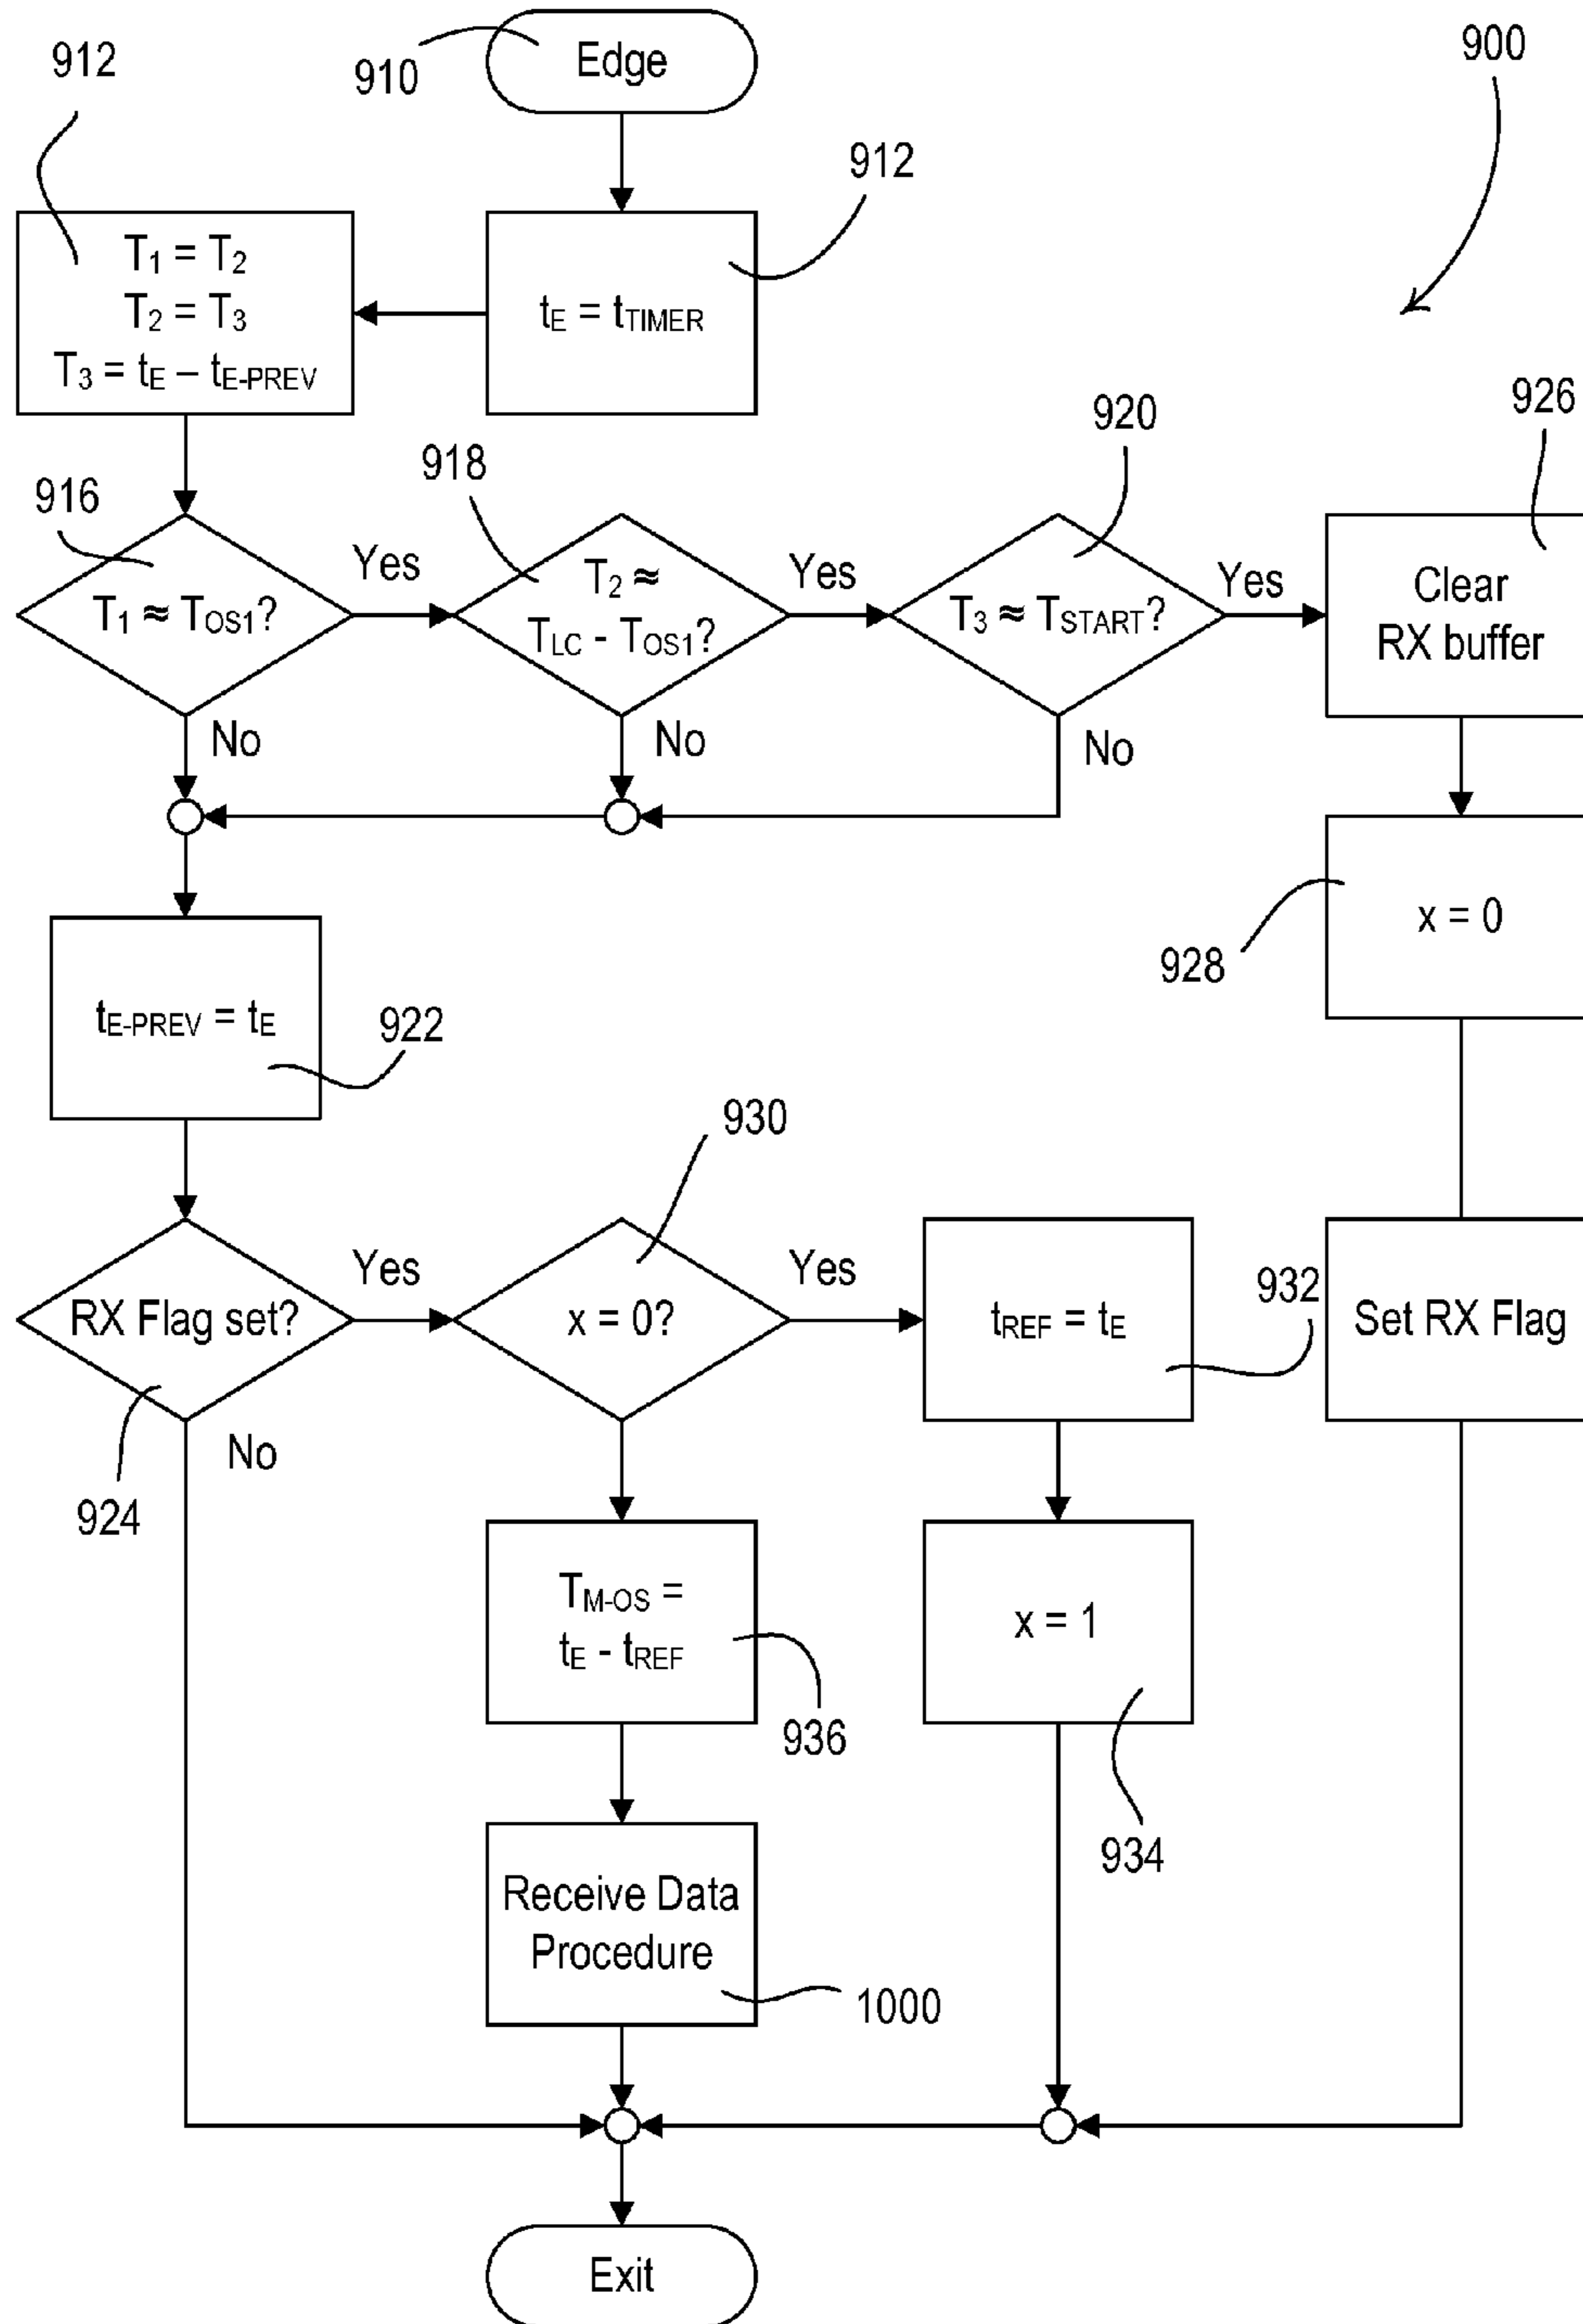 Edge
910
912
900
912
T1 = T2
T2 = T3
T3 = tE – tE-PREV
tE = tTIMER
916
918
920
926
T1 ≈ TOS1?
Yes
T2 ≈
TLC - TOS1?
Yes
T3 ≈ TSTART?
Yes
Clear
RX buffer
No
No
No
928
x = 0
tE-PREV = tE
922
930
RX Flag set?
Yes
x = 0?
Yes
tREF = tE
932
Set RX Flag
924
No
TM-OS =
tE - tREF
936
x = 1
934
Receive Data
Procedure
1000
Exit